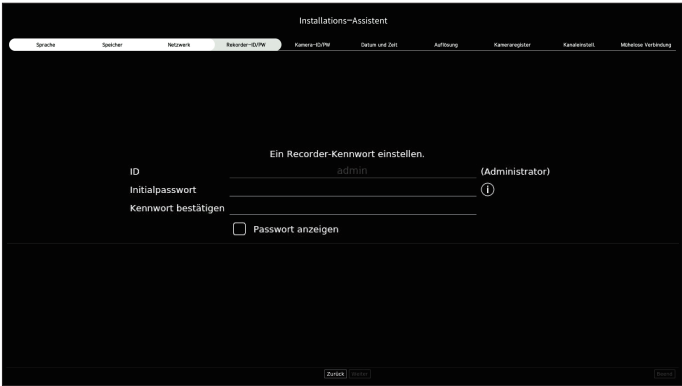 Installations-Assistent
Sprache Speicher Netzwerk Rekorder-ID/PW Kamera-ID/PW Datum und Zeit Auflösung Kameraregister Kanaleinstell. Mühelose Verbindung
Ein Recorder-Kennwort einstellen.
ID admin (Administrator)
Initialpasswort
Kennwort bestätigen
Passwort anzeigen
Zurück Weiter Beend